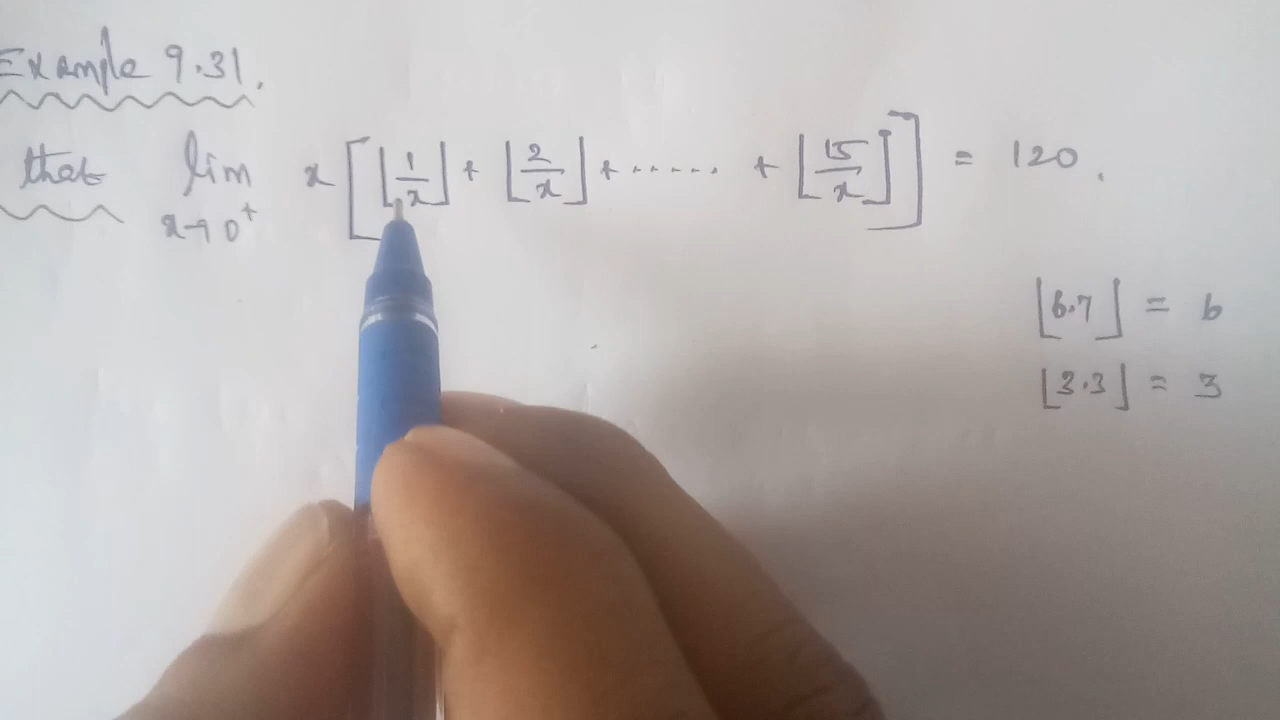 Example 9.31.
that lim x→0⁺ x[⌊1/x⌋ + ⌊2/x⌋ + ...... + ⌊15/x⌋] = 120.
⌊6.7⌋ = 6
⌊3.3⌋ = 3